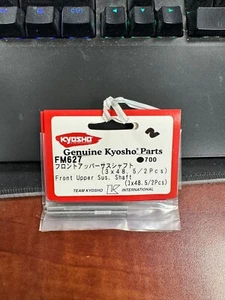 KYOSHO
Genuine Kyosho Parts
FM627 ●700
フロントアッパーサスシャフト
(3x48.5/2Pcs)
Front Upper Sus. Shaft
(3x48.5/2Pcs)
TEAM KYOSHO K INTERNATIONAL